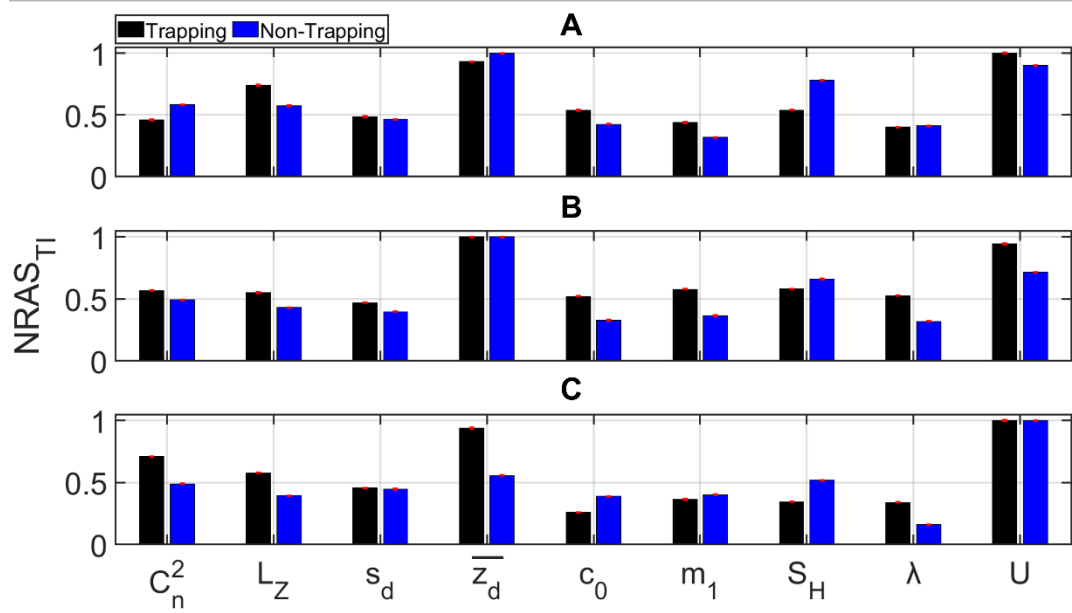 A
Trapping Non-Trapping
1
0.5
0
B
1
0.5
0
NRAS_TI
C
1
0.5
0
C_n^2 L_Z s_d z̅_d̅ c_0 m_1 S_H λ U